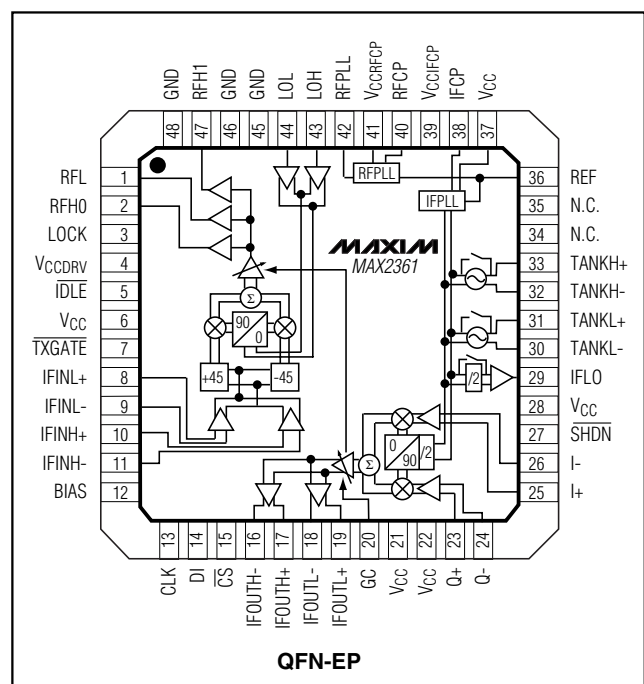 GND
RFH1
GND
GND
LOL
LOH
RFPLL
VCCRFCP
RFCP
VCCIFCP
IFCP
VCC
48 47 46 45 44 43 42 41 40 39 38 37
RFL 1
RFH0 2
LOCK 3
VCCDRV 4
IDLE 5
VCC 6
TXGATE 7
IFINL+ 8
IFINL- 9
IFINH+ 10
IFINH- 11
BIAS 12
RFPLL
IFPLL
MAXIM
MAX2361
Σ
90
0
+45
-45
/2
Σ
0
90
/2
36 REF
35 N.C.
34 N.C.
33 TANKH+
32 TANKH-
31 TANKL+
30 TANKL-
29 IFLO
28 VCC
27 SHDN
26 I-
25 I+
13 14 15 16 17 18 19 20 21 22 23 24
CLK
DI
CS
IFOUTH-
IFOUTH+
IFOUTL-
IFOUTL+
GC
VCC
VCC
Q+
Q-
QFN-EP